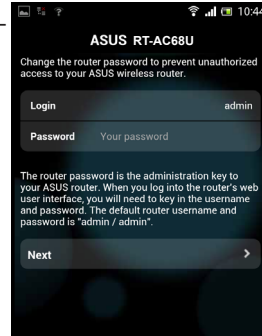 10:44
ASUS RT-AC68U
Change the router password to prevent unauthorized
access to your ASUS wireless router.
Login admin
Password Your password
The router password is the administration key to
your ASUS router. When you log into the router's web
user interface, you will need to key in the username
and password. The default router username and
password is "admin / admin".
Next